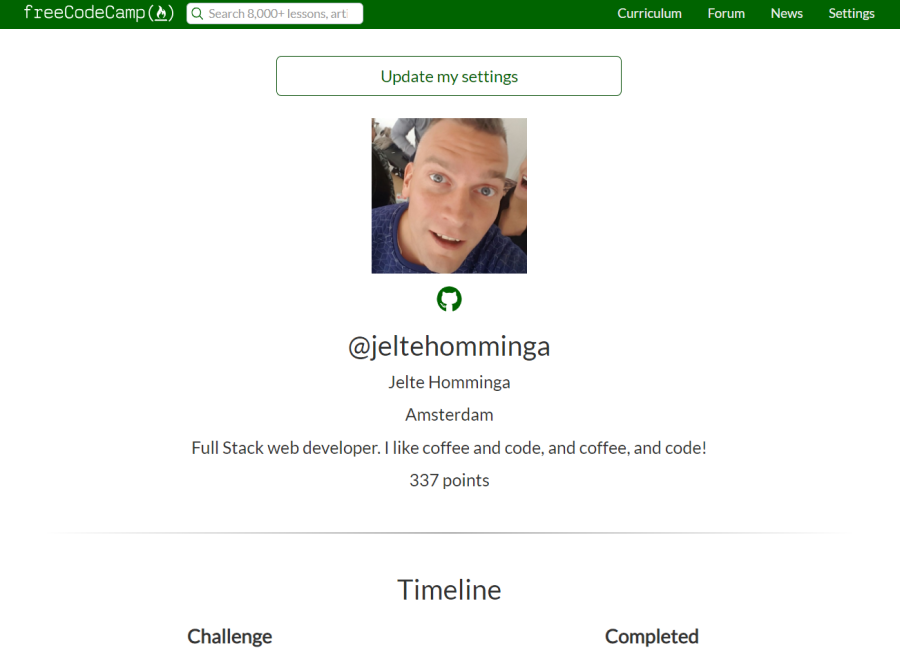 freeCodeCamp
Search 8,000+ lessons, art
Curriculum
Forum
News
Settings
Update my settings
@jeltehomminga
Jelte Homminga
Amsterdam
Full Stack web developer. I like coffee and code, and coffee, and code!
337 points
Timeline
Challenge
Completed